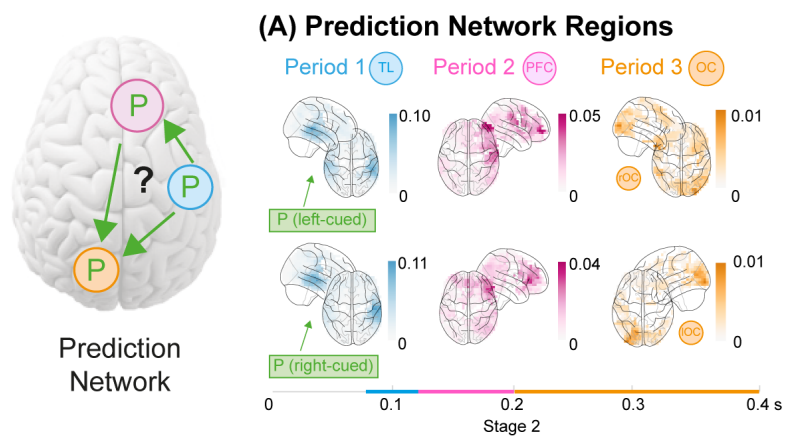 (A) Prediction Network Regions
Period 1 TL
Period 2 PFC
Period 3 OC
P
?
P
P
Prediction
Network
0.10
0
P (left-cued)
0.05
0
0.01
0
rOC
0.11
0
P (right-cued)
0.04
0
0.01
0
lOC
0
0.1
0.2
0.3
0.4 s
Stage 2